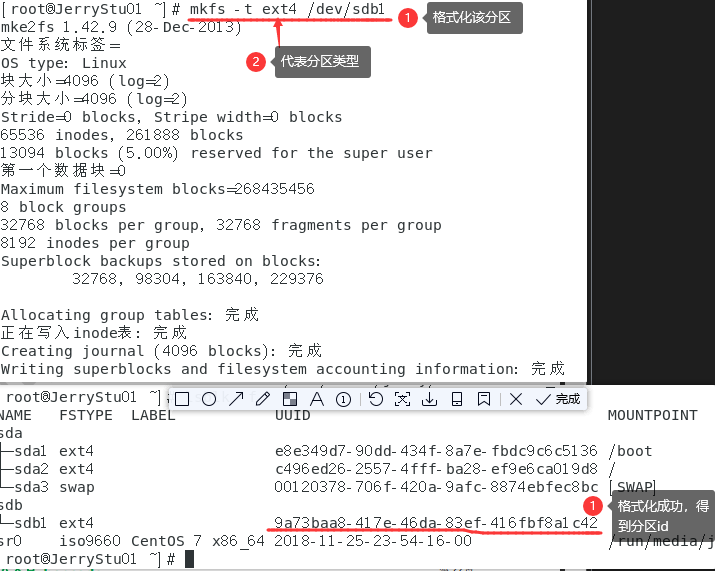 [root@JerryStu01 ~]# mkfs -t ext4 /dev/sdb1
1 格式化该分区
mke2fs 1.42.9 (28-Dec-2013)
文件系统标签=
2 代表分区类型
OS type: Linux
块大小=4096 (log=2)
分块大小=4096 (log=2)
Stride=0 blocks, Stripe width=0 blocks
65536 inodes, 261888 blocks
13094 blocks (5.00%) reserved for the super user
第一个数据块=0
Maximum filesystem blocks=268435456
8 block groups
32768 blocks per group, 32768 fragments per group
8192 inodes per group
Superblock backups stored on blocks:
32768, 98304, 163840, 229376
Allocating group tables: 完成
正在写入inode表: 完成
Creating journal (4096 blocks): 完成
Writing superblocks and filesystem accounting information: 完成
root@JerryStu01 ~]
完成
NAME FSTYPE LABEL UUID MOUNTPOINT
sda
├─sda1 ext4 e8e349d7-90dd-434f-8a7e-fbdc9c6c5136 /boot
├─sda2 ext4 c496ed26-2557-4fff-ba28-ef9e6ca019d8 /
└─sda3 swap 00120378-706f-420a-9afc-8874ebfec8bc [SWAP]
sdb
1 格式化成功，得
到分区id
└─sdb1 ext4 9a73baa8-417e-46da-83ef-416fbf8a1c42
sr0 iso9660 CentOS 7 x86_64 2018-11-25-23-54-16-00 /run/media/j
root@JerryStu01 ~]#